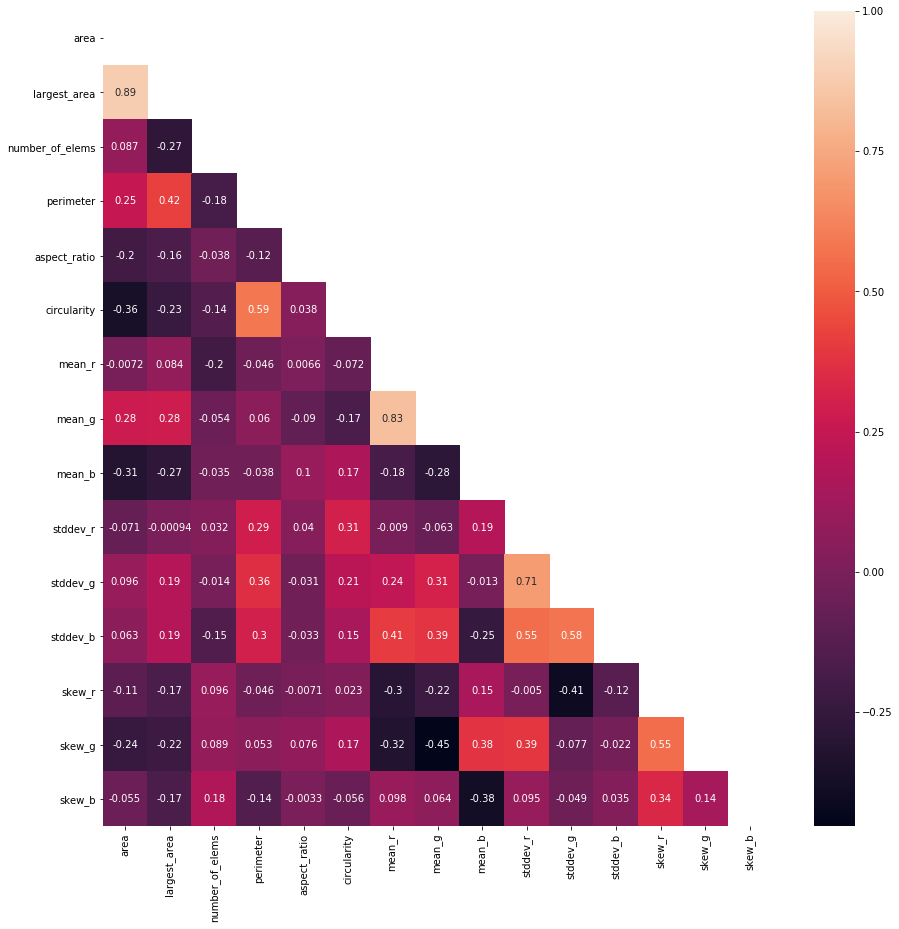 area
largest_area 0.89
number_of_elems 0.087 -0.27
perimeter 0.25 0.42 -0.18
aspect_ratio -0.2 -0.16 -0.038 -0.12
circularity -0.36 -0.23 -0.14 0.59 0.038
mean_r -0.0072 0.084 -0.2 -0.046 0.0066 -0.072
mean_g 0.28 0.28 -0.054 0.06 -0.09 -0.17 0.83
mean_b -0.31 -0.27 -0.035 -0.038 0.1 0.17 -0.18 -0.28
stddev_r -0.071 -0.00094 0.032 0.29 0.04 0.31 -0.009 -0.063 0.19
stddev_g 0.096 0.19 -0.014 0.36 -0.031 0.21 0.24 0.31 -0.013 0.71
stddev_b 0.063 0.19 -0.15 0.3 -0.033 0.15 0.41 0.39 -0.25 0.55 0.58
skew_r -0.11 -0.17 0.096 -0.046 -0.0071 0.023 -0.3 -0.22 0.15 -0.005 -0.41 -0.12
skew_g -0.24 -0.22 0.089 0.053 0.076 0.17 -0.32 -0.45 0.38 0.39 -0.077 -0.022 0.55
skew_b -0.055 -0.17 0.18 -0.14 -0.0033 -0.056 0.098 0.064 -0.38 0.095 -0.049 0.035 0.34 0.14
area largest_area number_of_elems perimeter aspect_ratio circularity mean_r mean_g mean_b stddev_r stddev_g stddev_b skew_r skew_g skew_b
1.00
0.75
0.50
0.25
0.00
−0.25